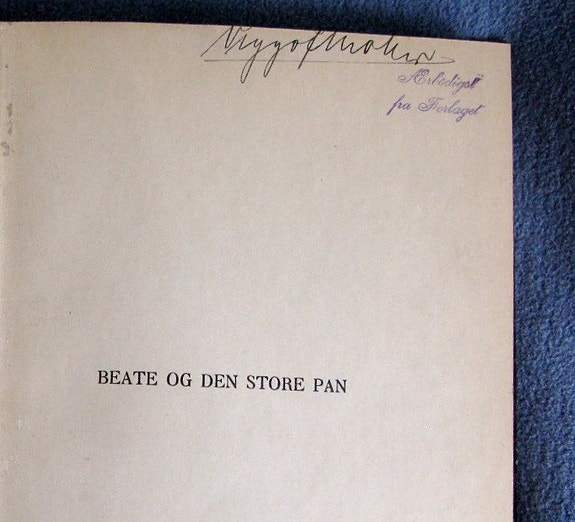 Ærbødigst
fra Forlaget
BEATE OG DEN STORE PAN